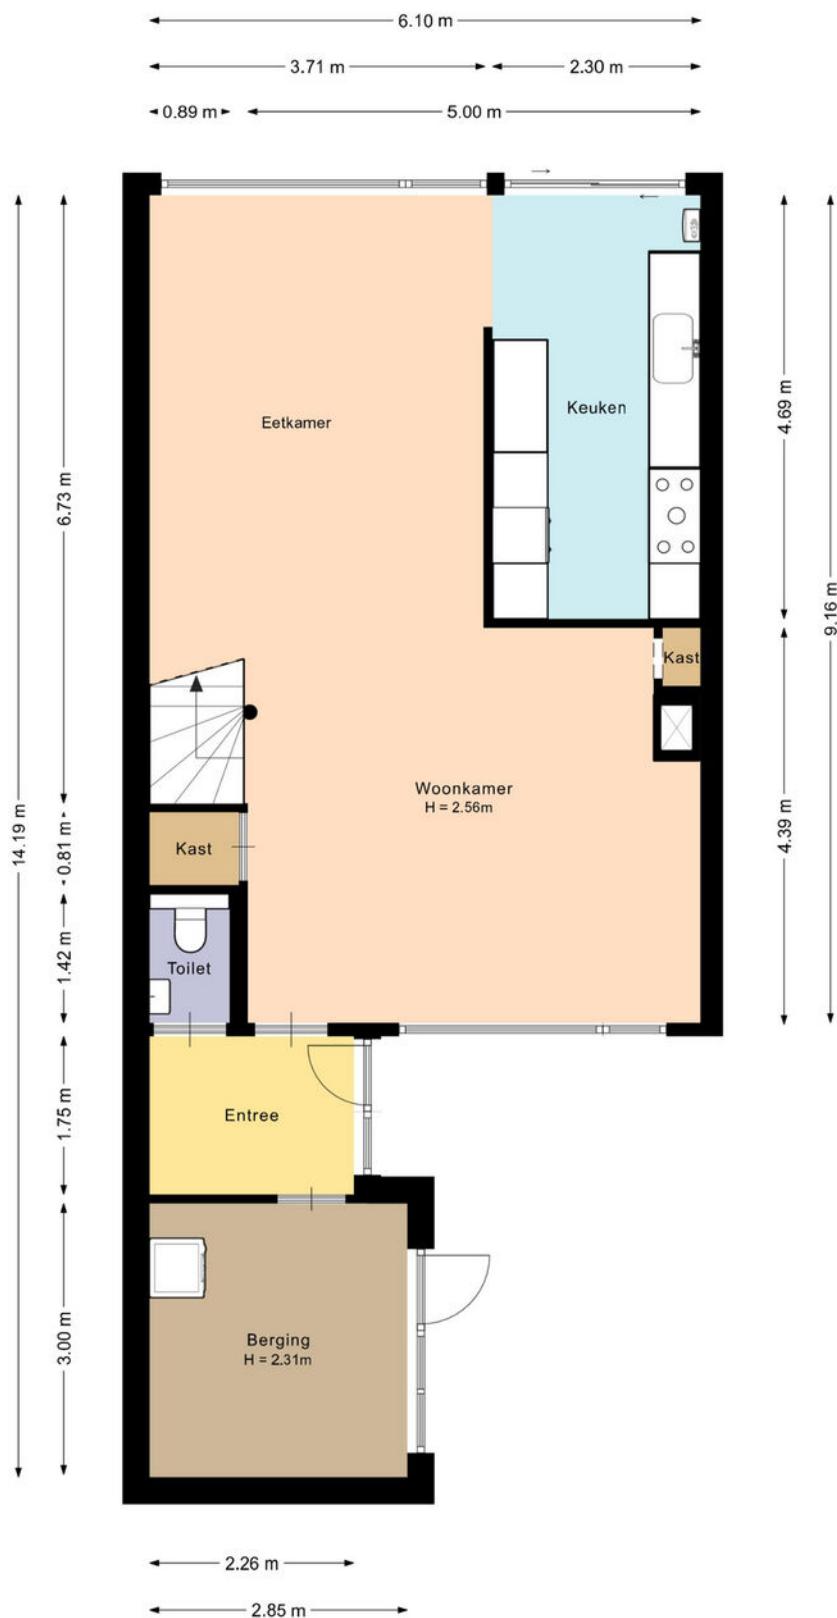 6.10 m
3.71 m
2.30 m
0.89 m
5.00 m
Keuken
Eetkamer
4.69 m
6.73 m
9.16 m
Kast
Woonkamer
H = 2.56m
14.19 m
0.81 m
Kast
4.39 m
1.42 m
Toilet
1.75 m
Entree
3.00 m
Berging
H = 2.31m
2.26 m
2.85 m